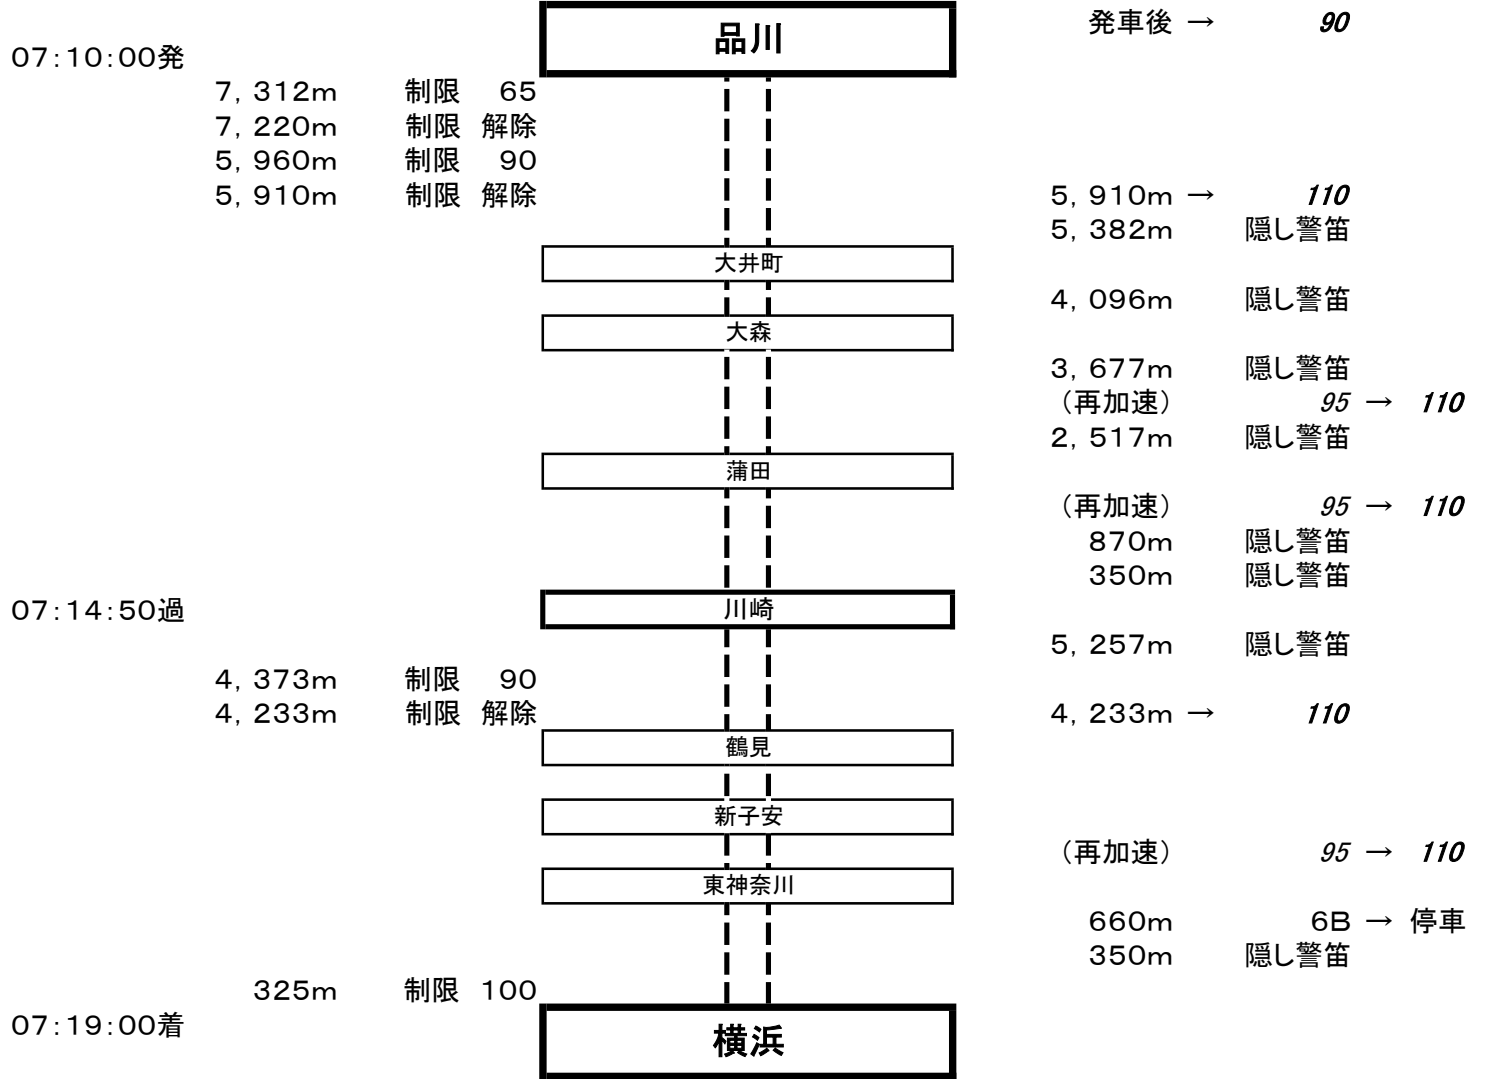 品川
発車後 → 90
07:10:00発
7,312m 制限 65
7,220m 制限 解除
5,960m 制限 90
5,910m 制限 解除
5,910m → 110
5,382m 隠し警笛
大井町
4,096m 隠し警笛
大森
3,677m 隠し警笛
(再加速) 95 → 110
2,517m 隠し警笛
蒲田
(再加速) 95 → 110
870m 隠し警笛
350m 隠し警笛
07:14:50過
川崎
5,257m 隠し警笛
4,373m 制限 90
4,233m 制限 解除
4,233m → 110
鶴見
新子安
(再加速) 95 → 110
東神奈川
660m 6B → 停車
350m 隠し警笛
325m 制限 100
07:19:00着
横浜